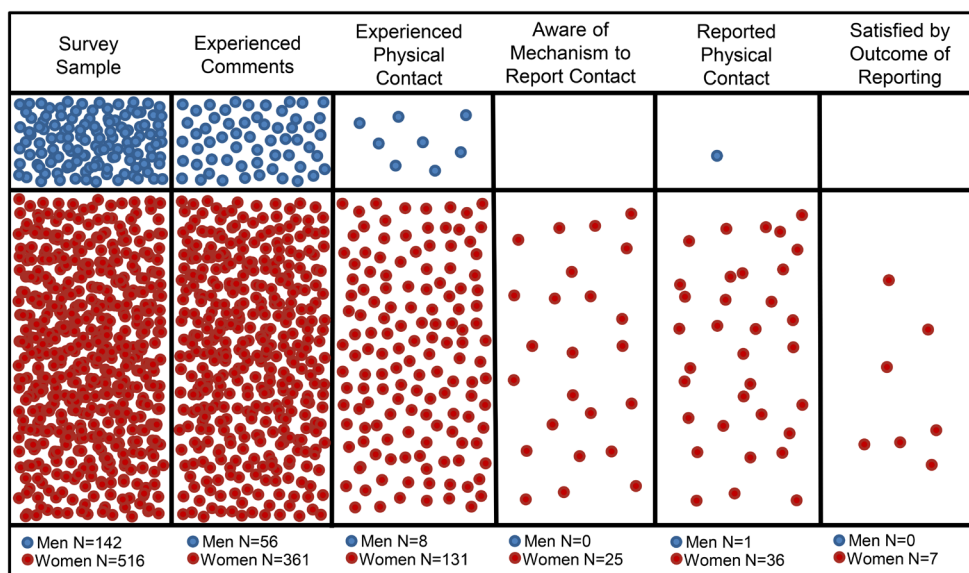 Survey
Sample
Experienced
Comments
Experienced
Physical
Contact
Aware of
Mechanism to
Report Contact
Reported
Physical
Contact
Satisfied by
Outcome of
Reporting
Men N=142
Women N=516
Men N=56
Women N=361
Men N=8
Women N=131
Men N=0
Women N=25
Men N=1
Women N=36
Men N=0
Women N=7